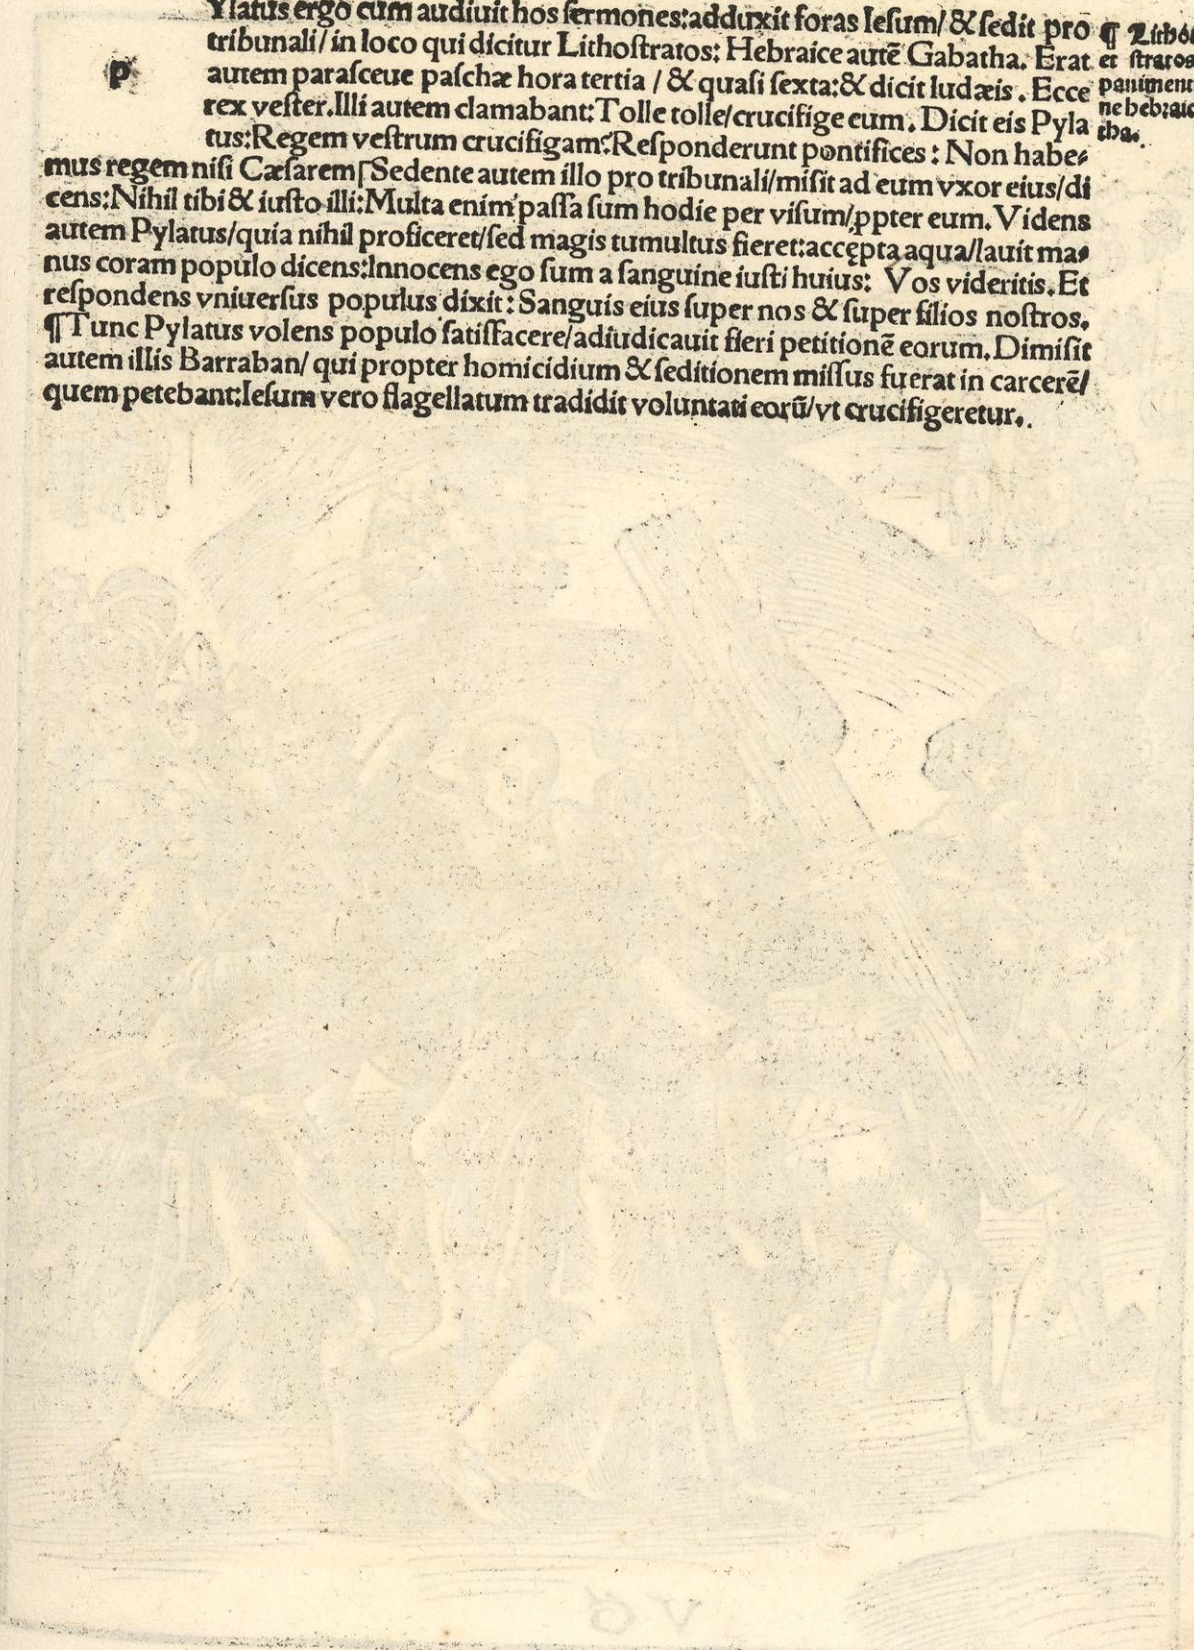 p
Ylatus ergo cum audiuit hos ſermones:adduxit foras Ieſum/ & ſedit pro
tribunali/ in loco qui dicitur Lithoſtratos: Hebraice autē Gabatha. Erat
autem paraſceue paſchæ hora tertia / & quaſi ſexta:& dicit Iudæis . Ecce
rex veſter.Illi autem clamabant:Tolle tolle/crucifige eum. Dicit eis Pyla
tus:Regem veſtrum crucifigam?Reſponderunt pontifices : Non habe⸗
mus regem niſi Cæſarem⌈Sedente autem illo pro tribunali/miſit ad eum vxor eius/di
cens:Nihil tibi & iuſto illi:Multa enim paſſa ſum hodie per viſum/ꝓpter eum. Videns
autem Pylatus/quia nihil proficeret/ſed magis tumultus fieret:accępta aqua/lauit ma⸗
nus coram populo dicens:Innocens ego ſum a ſanguine iuſti huius: Vos videritis.Et
reſpondens vniuerſus populus dixit: Sanguis eius ſuper nos & ſuper filios noſtros.
¶Tunc Pylatus volens populo ſatiſfacere/adiudicauit fieri petitionē eorum.Dimiſit
autem illis Barraban/ qui propter homicidium & ſeditionem miſſus fuerat in carcerē/
quem petebant:Ieſum vero flagellatum tradidit voluntati eorū/vt crucifigeretur.
¶
et ſtratos
pauiment
ne hebraic
tha.